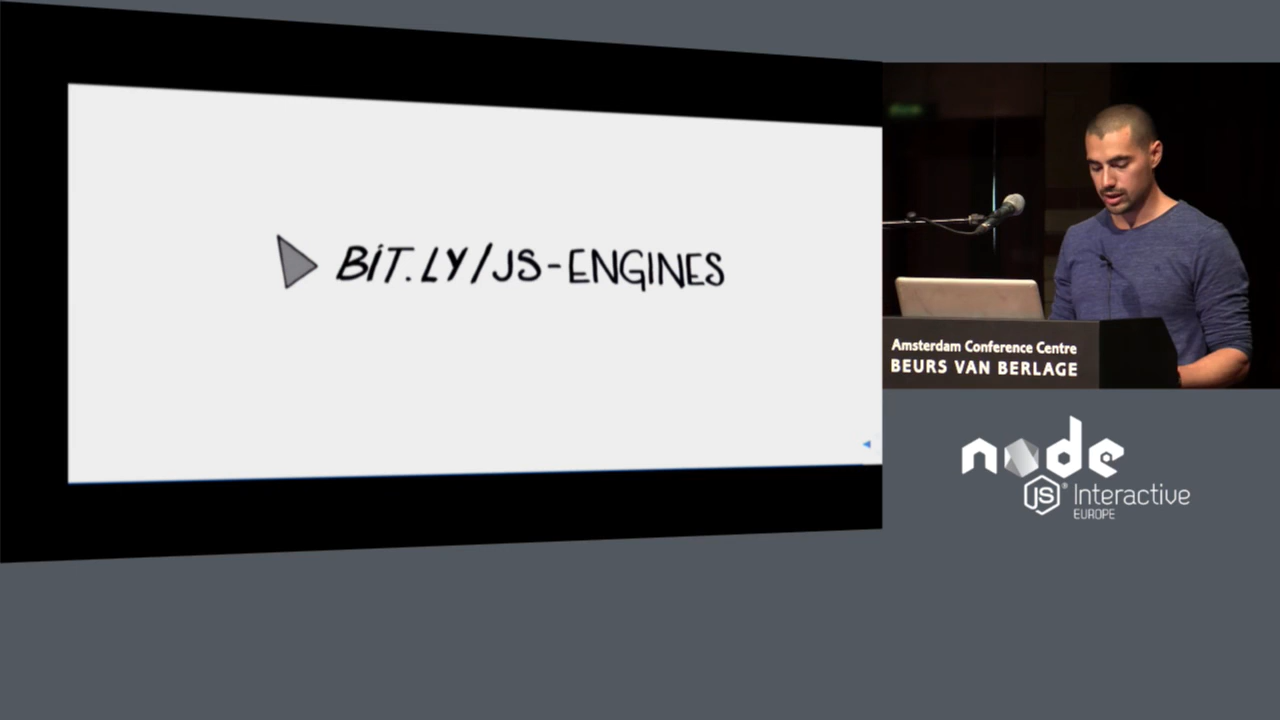 BIT.LY/JS-ENGINES
Amsterdam Conference Centre
BEURS VAN BERLAGE
node
JS® Interactive
EUROPE